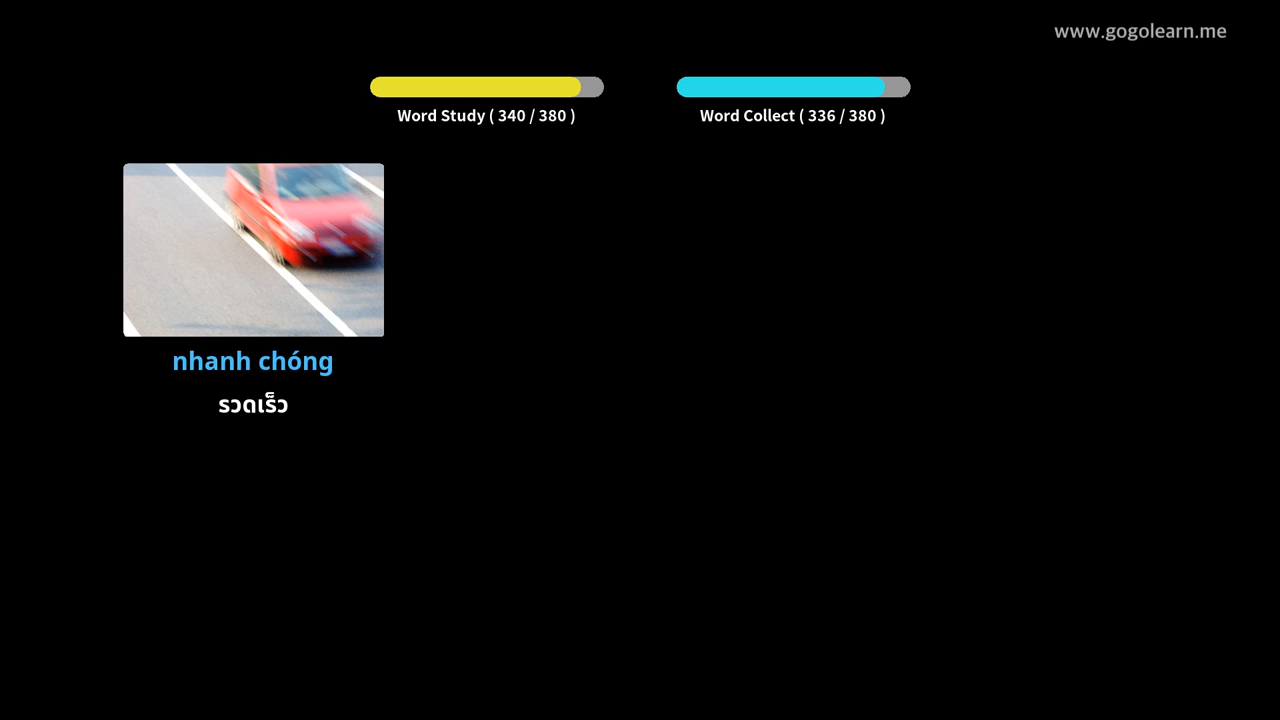 www.gogolearn.me
Word Study ( 340 / 380 )
Word Collect ( 336 / 380 )
nhanh chóng
รวดเร็ว